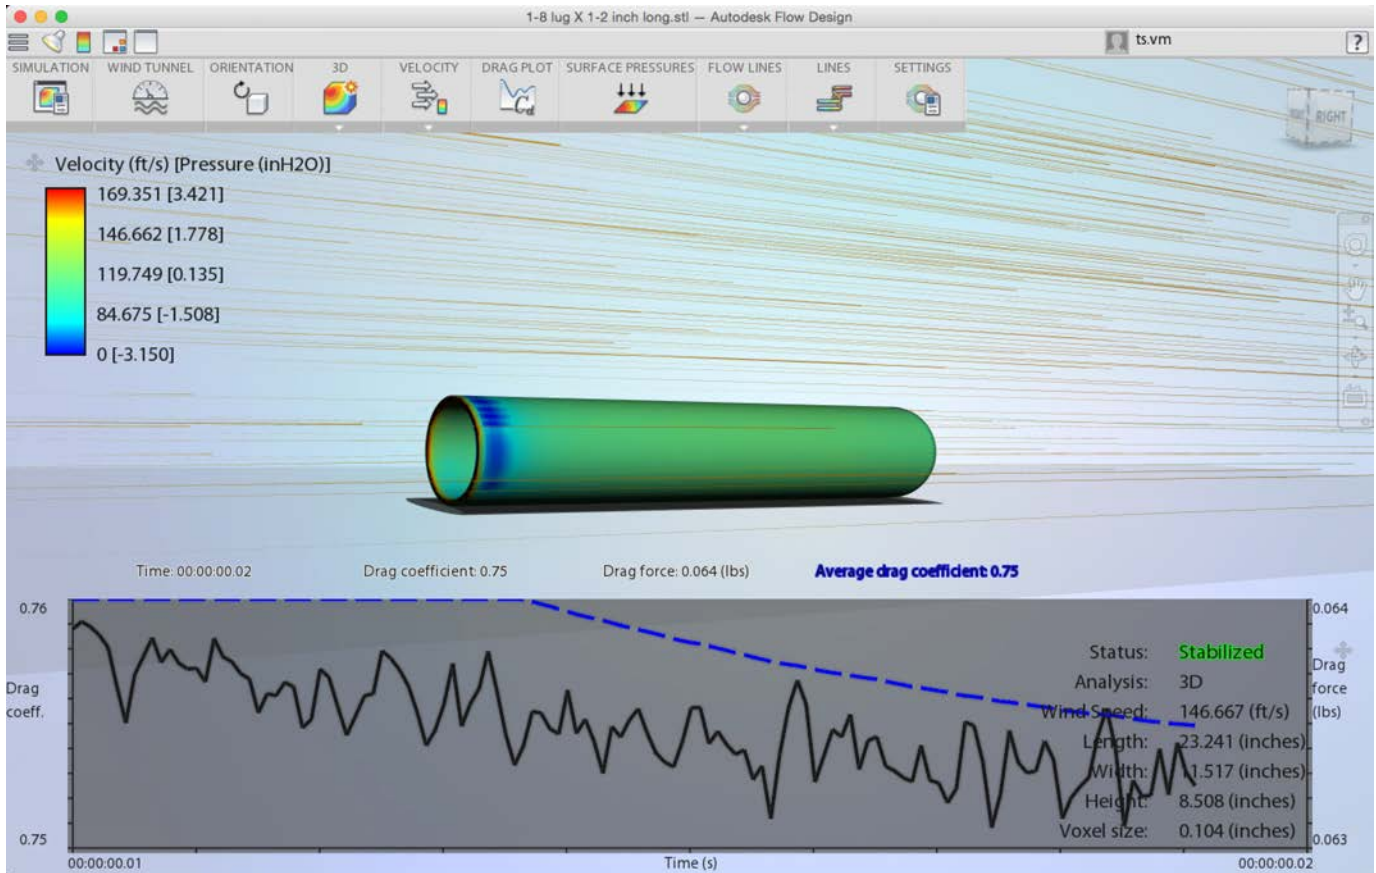 1-8 lug X 1-2 inch long.stl — Autodesk Flow Design
ts.vm
?
SIMULATION WIND TUNNEL ORIENTATION 3D VELOCITY DRAG PLOT SURFACE PRESSURES FLOW LINES LINES SETTINGS
Cd
RIGHT
Velocity (ft/s) [Pressure (inH2O)]
169.351 [3.421]
146.662 [1.778]
119.749 [0.135]
84.675 [-1.508]
0 [-3.150]
Time: 00:00:00.02 Drag coefficient: 0.75 Drag force: 0.064 (lbs) Average drag coefficient: 0.75
0.76
Drag
coeff.
0.75
Status: Stabilized
Analysis: 3D
Wind Speed: 146.667 (ft/s)
Length: 23.241 (inches)
Width: 11.517 (inches)
Height: 8.508 (inches)
Voxel size: 0.104 (inches)
0.064
Drag
force
(lbs)
0.063
00:00:00.01 Time (s) 00:00:00.02